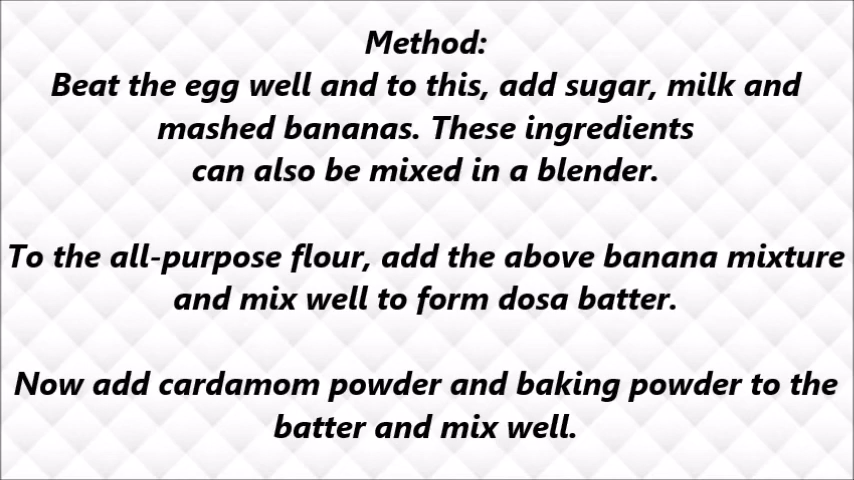 Method:
Beat the egg well and to this, add sugar, milk and
mashed bananas. These ingredients
can also be mixed in a blender.
To the all-purpose flour, add the above banana mixture
and mix well to form dosa batter.
Now add cardamom powder and baking powder to the
batter and mix well.